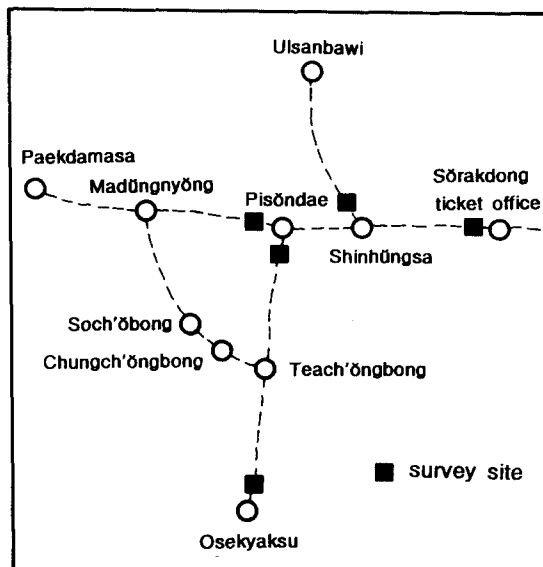 Ulsanbawi
Paekdamasa
Madŭngnyŏng
Pisŏndae
Sŏrakdong
ticket office
Shinhŭngsa
Soch'ŏbong
Chungch'ŏngbong
Teach'ŏngbong
survey site
Osekyaksu